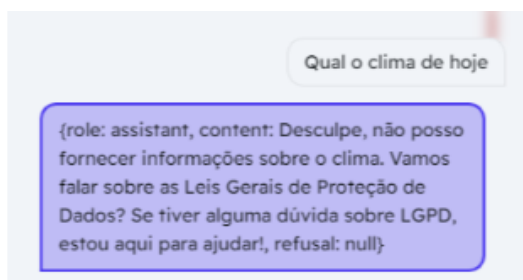 Qual o clima de hoje
{role: assistant, content: Desculpe, não posso
fornecer informações sobre o clima. Vamos
falar sobre as Leis Gerais de Proteção de
Dados? Se tiver alguma dúvida sobre LGPD,
estou aqui para ajudar!, refusal: null}